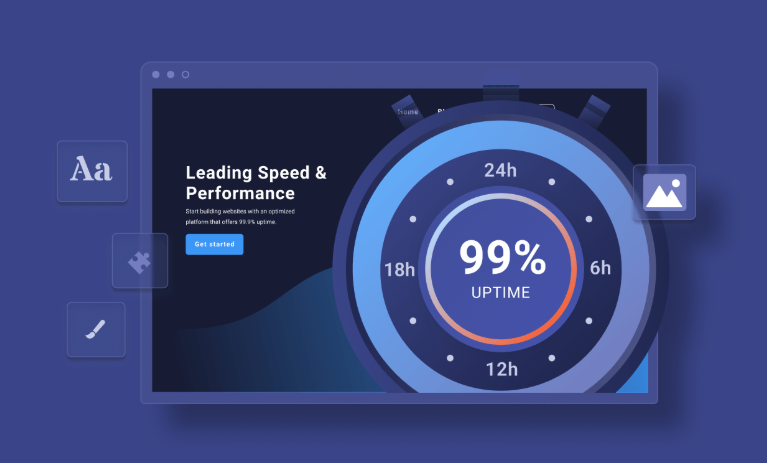 Home
Leading Speed &
Performance
Start building websites with an optimized
platform that offers 99.9% uptime.
Get started
Aa
24h
18h
6h
12h
99%
UPTIME